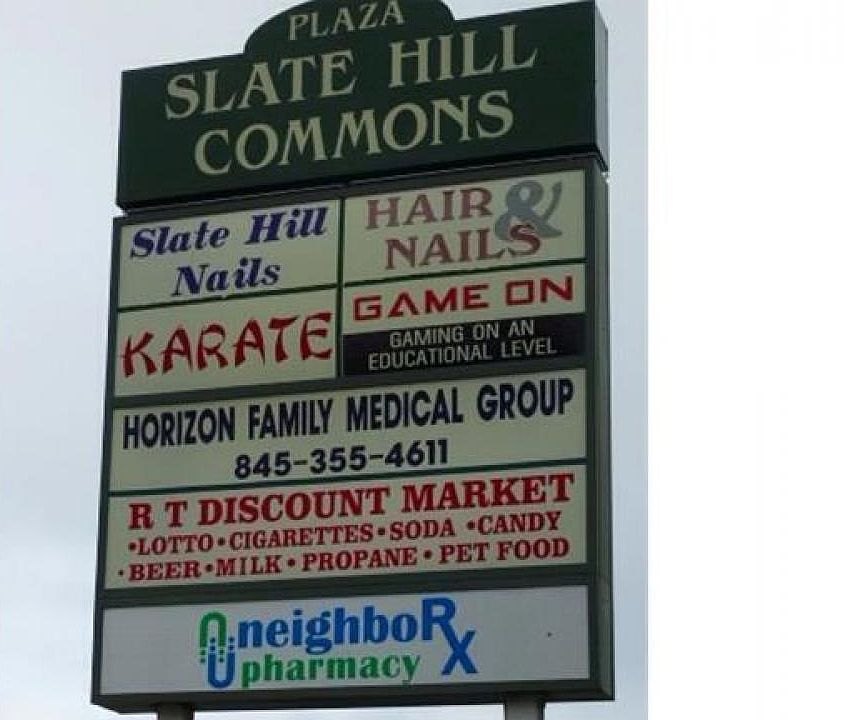 PLAZA
SLATE HILL
COMMONS
Slate Hill
Nails
HAIR &
NAILS
KARATE
GAME ON
GAMING ON AN
EDUCATIONAL LEVEL
HORIZON FAMILY MEDICAL GROUP
845-355-4611
R T DISCOUNT MARKET
•LOTTO•CIGARETTES•SODA •CANDY
•BEER•MILK•PROPANE•PET FOOD
neighboRx
pharmacy